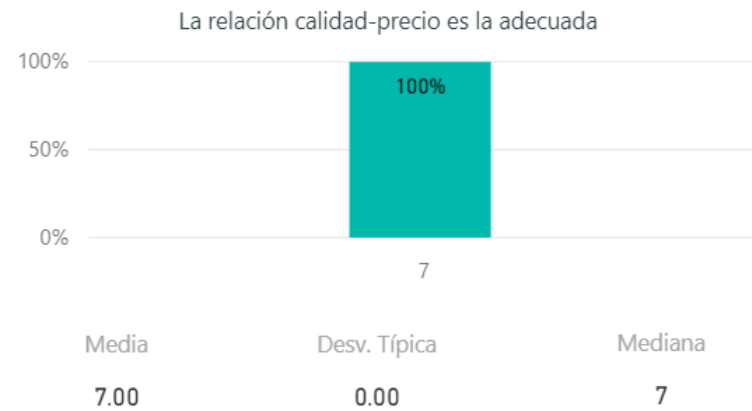 La relación calidad-precio es la adecuada
100%
100%
50%
0%
7
Media Desv. Típica Mediana
7.00 0.00 7